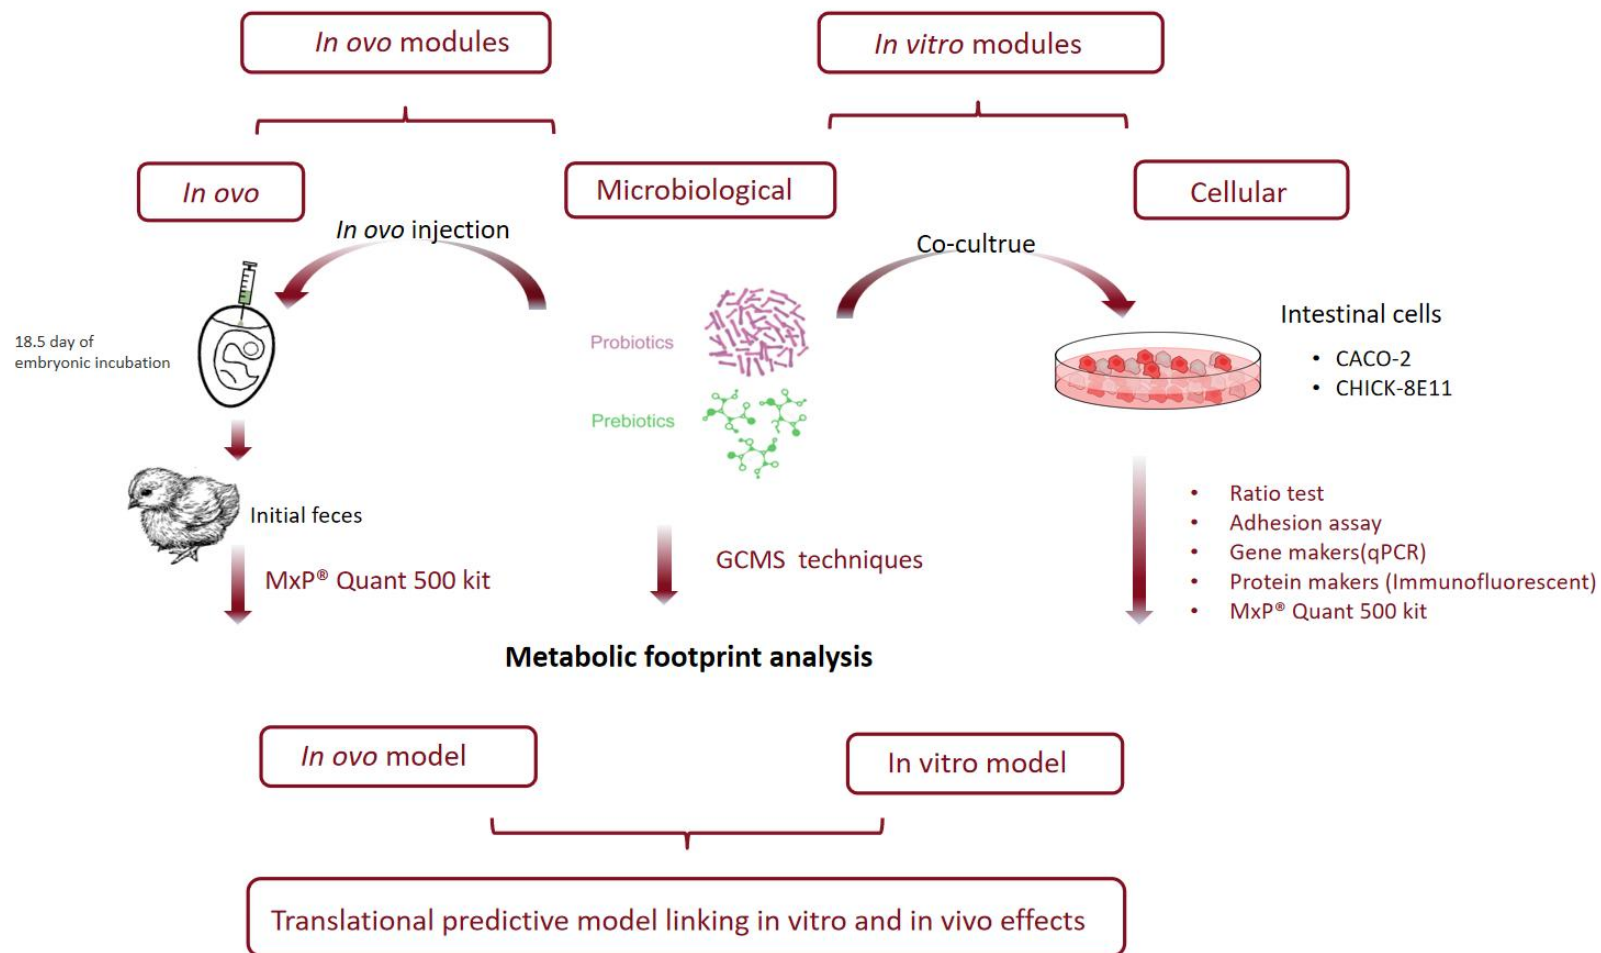 In ovo modules
In vitro modules
In ovo
Microbiological
Cellular
In ovo injection
Co-cultrue
18.5 day of
embryonic incubation
Probiotics
Prebiotics
Intestinal cells
• CACO-2
• CHICK-8E11
Initial feces
MxP® Quant 500 kit
GCMS techniques
• Ratio test
• Adhesion assay
• Gene makers(qPCR)
• Protein makers (Immunofluorescent)
• MxP® Quant 500 kit
Metabolic footprint analysis
In ovo model
In vitro model
Translational predictive model linking in vitro and in vivo effects